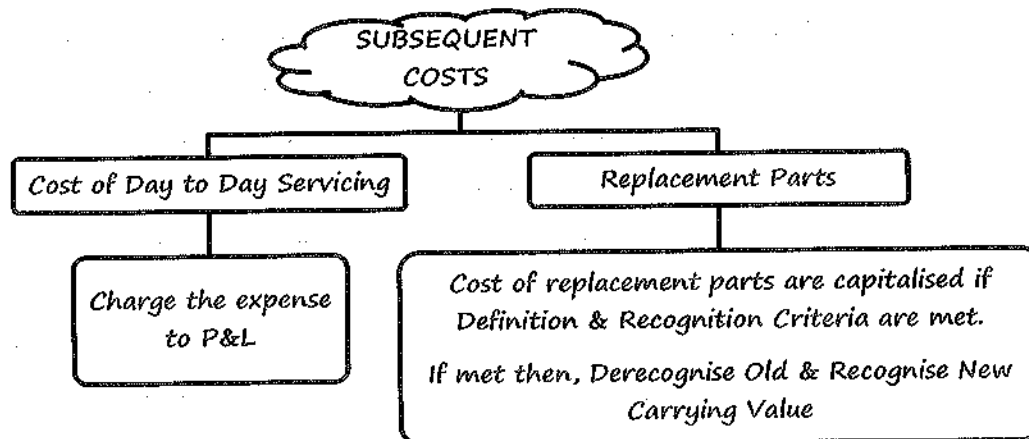 SUBSEQUENT
COSTS
Cost of Day to Day Servicing
Replacement Parts
Charge the expense
to P&L
Cost of replacement parts are capitalised if
Definition & Recognition Criteria are met.
If met then, Derecognise Old & Recognise New
Carrying Value